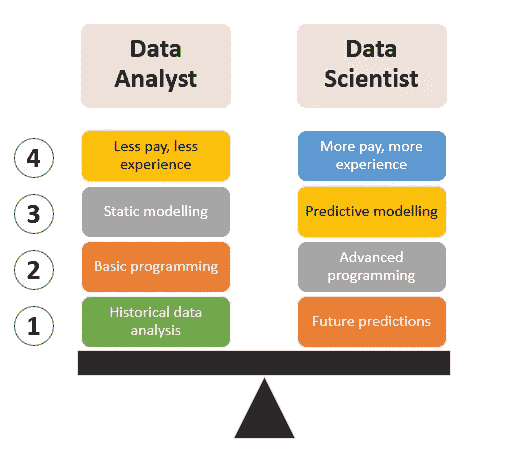 Data
Analyst
Data
Scientist
4
Less pay, less
experience
More pay, more
experience
3
Static modelling
Predictive modelling
2
Basic programming
Advanced
programming
1
Historical data
analysis
Future predictions